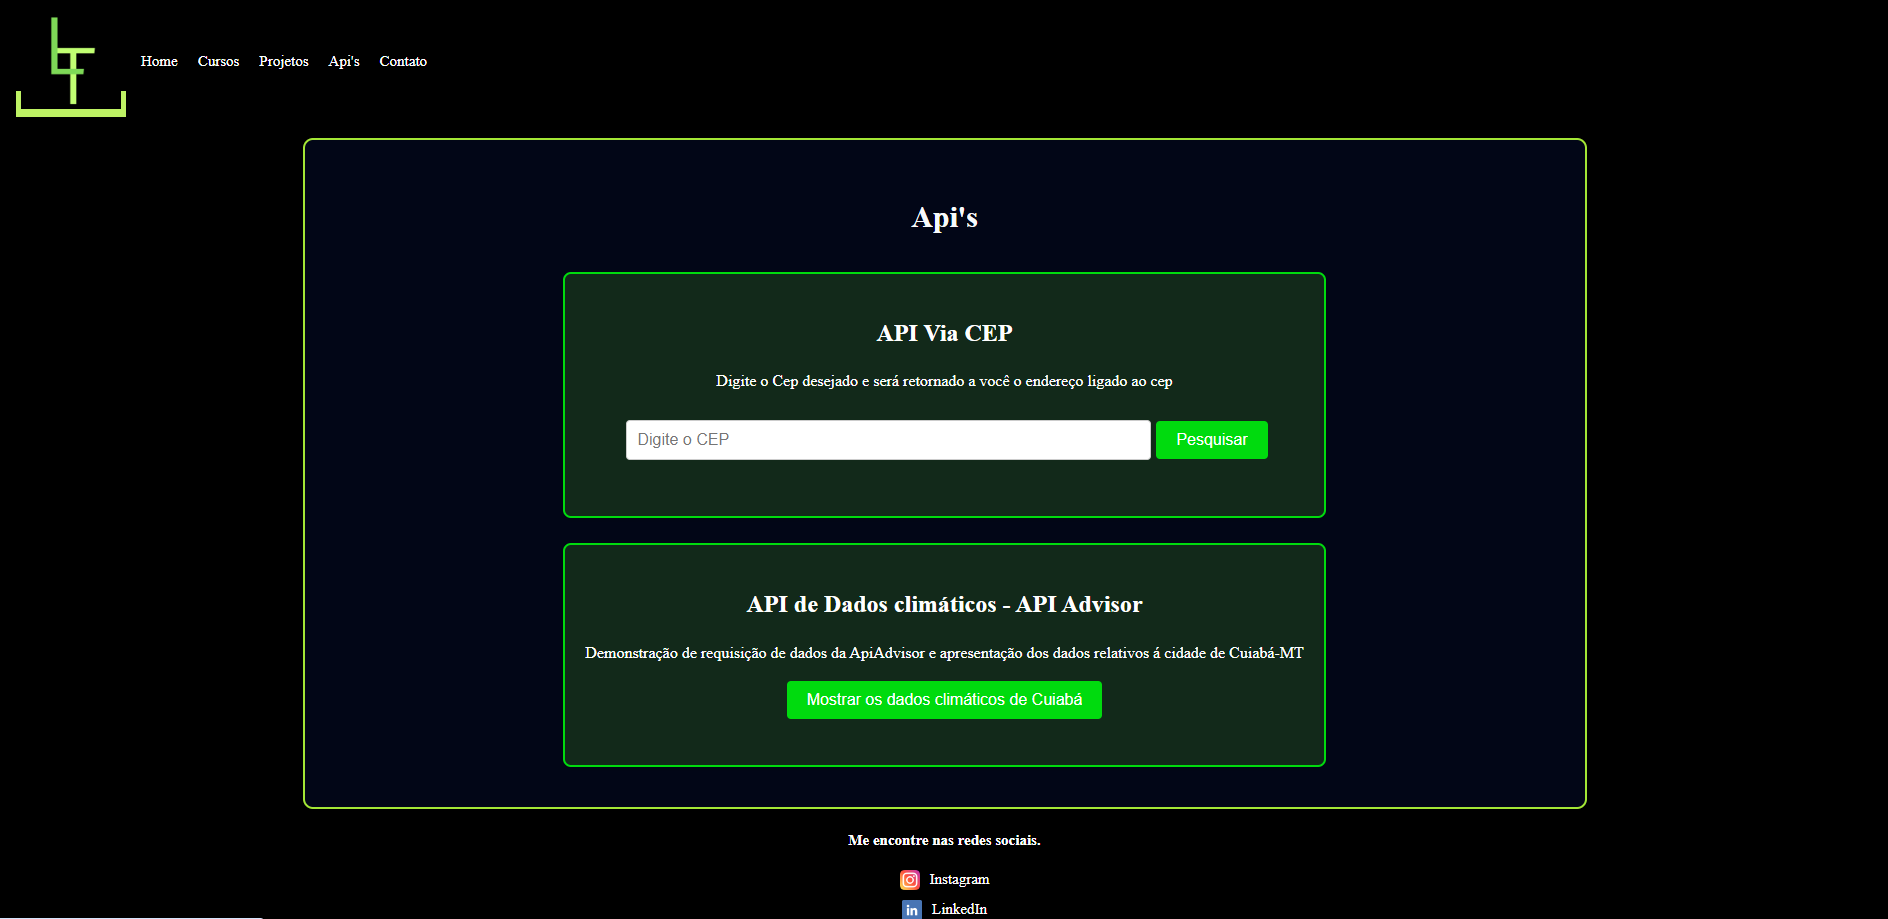 Home Cursos Projetos Api's Contato
Api's
API Via CEP
Digite o Cep desejado e será retornado a você o endereço ligado ao cep
Digite o CEP Pesquisar
API de Dados climáticos - API Advisor
Demonstração de requisição de dados da ApiAdvisor e apresentação dos dados relativos á cidade de Cuiabá-MT
Mostrar os dados climáticos de Cuiabá
Me encontre nas redes sociais.
Instagram
in LinkedIn